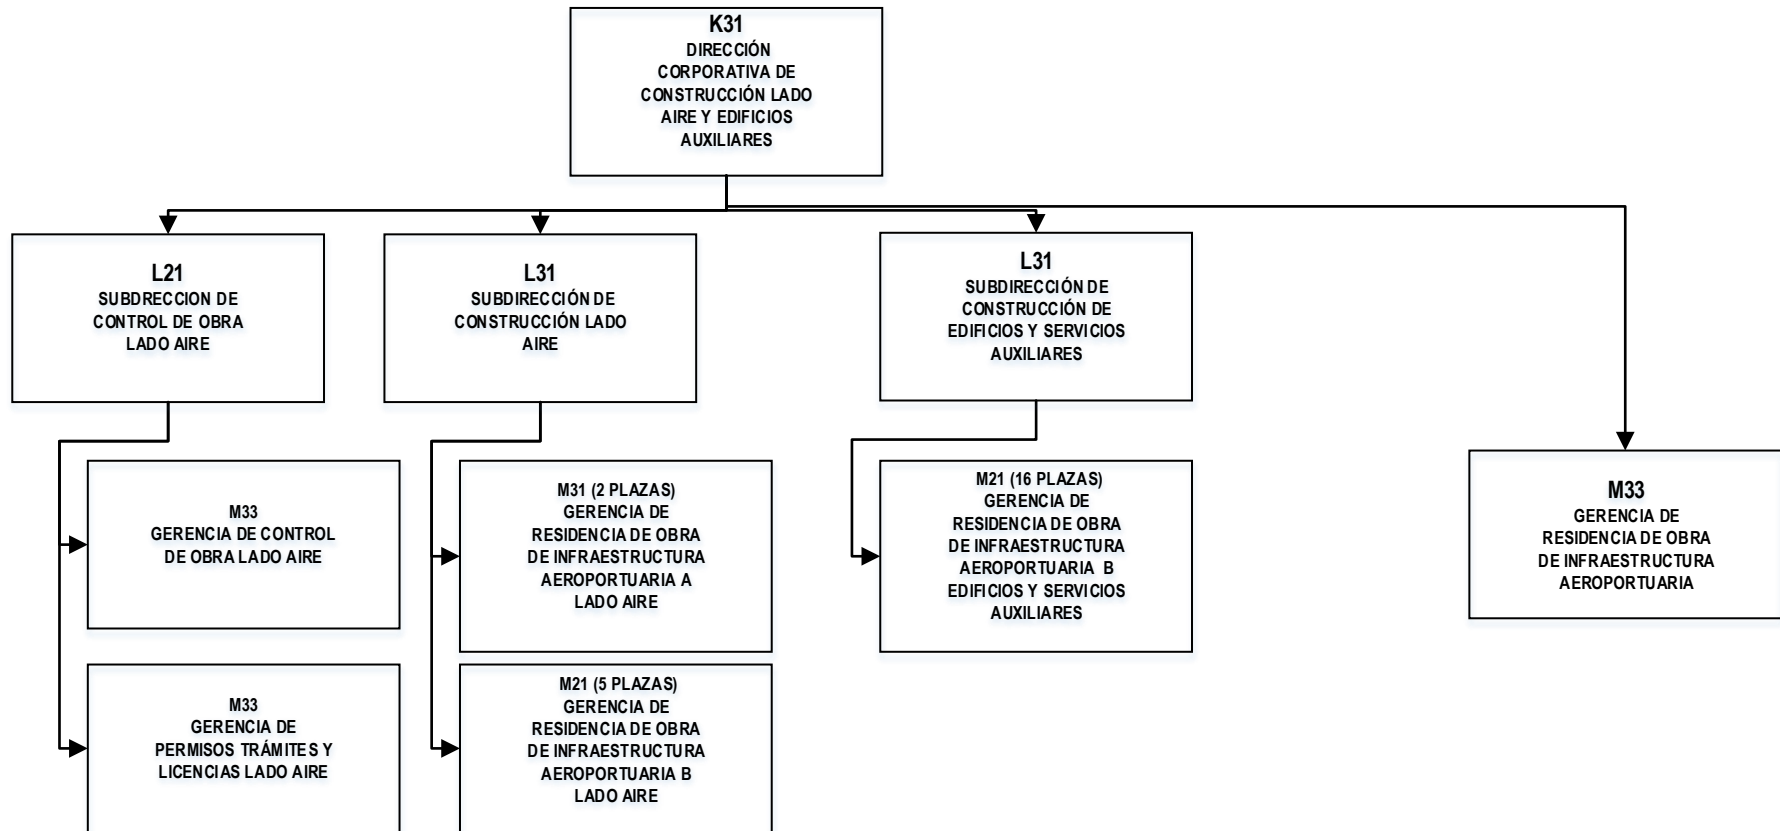 K31
DIRECCIÓN
CORPORATIVA DE
CONSTRUCCIÓN LADO
AIRE Y EDIFICIOS
AUXILIARES
L21
SUBDRECCION DE
CONTROL DE OBRA
LADO AIRE
L31
SUBDIRECCIÓN DE
CONSTRUCCIÓN LADO
AIRE
L31
SUBDIRECCIÓN DE
CONSTRUCCIÓN DE
EDIFICIOS Y SERVICIOS
AUXILIARES
M33
GERENCIA DE CONTROL
DE OBRA LADO AIRE
M31 (2 PLAZAS)
GERENCIA DE
RESIDENCIA DE OBRA
DE INFRAESTRUCTURA
AEROPORTUARIA A
LADO AIRE
M21 (16 PLAZAS)
GERENCIA DE
RESIDENCIA DE OBRA
DE INFRAESTRUCTURA
AEROPORTUARIA B
EDIFICIOS Y SERVICIOS
AUXILIARES
M33
GERENCIA DE
RESIDENCIA DE OBRA
DE INFRAESTRUCTURA
AEROPORTUARIA
M33
GERENCIA DE
PERMISOS TRÁMITES Y
LICENCIAS LADO AIRE
M21 (5 PLAZAS)
GERENCIA DE
RESIDENCIA DE OBRA
DE INFRAESTRUCTURA
AEROPORTUARIA B
LADO AIRE